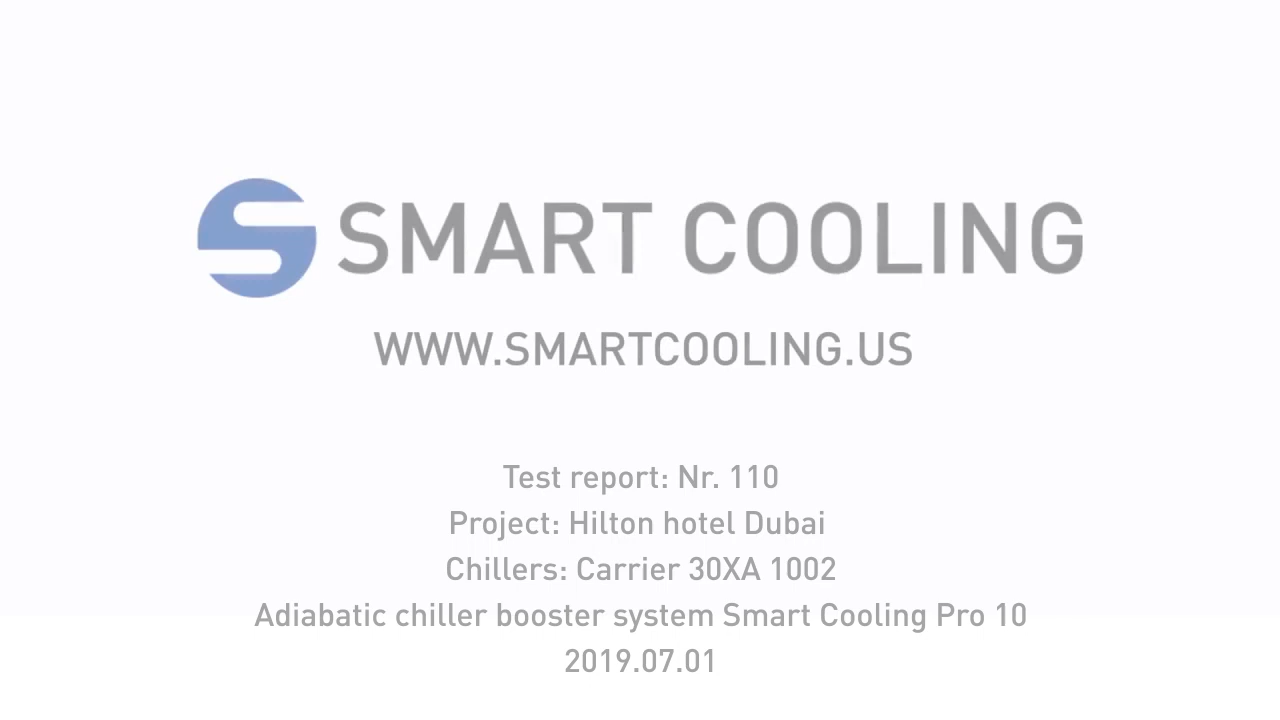 SMART COOLING
WWW.SMARTCOOLING.US
Test report: Nr. 110
Project: Hilton hotel Dubai
Chillers: Carrier 30XA 1002
Adiabatic chiller booster system Smart Cooling Pro 10
2019.07.01